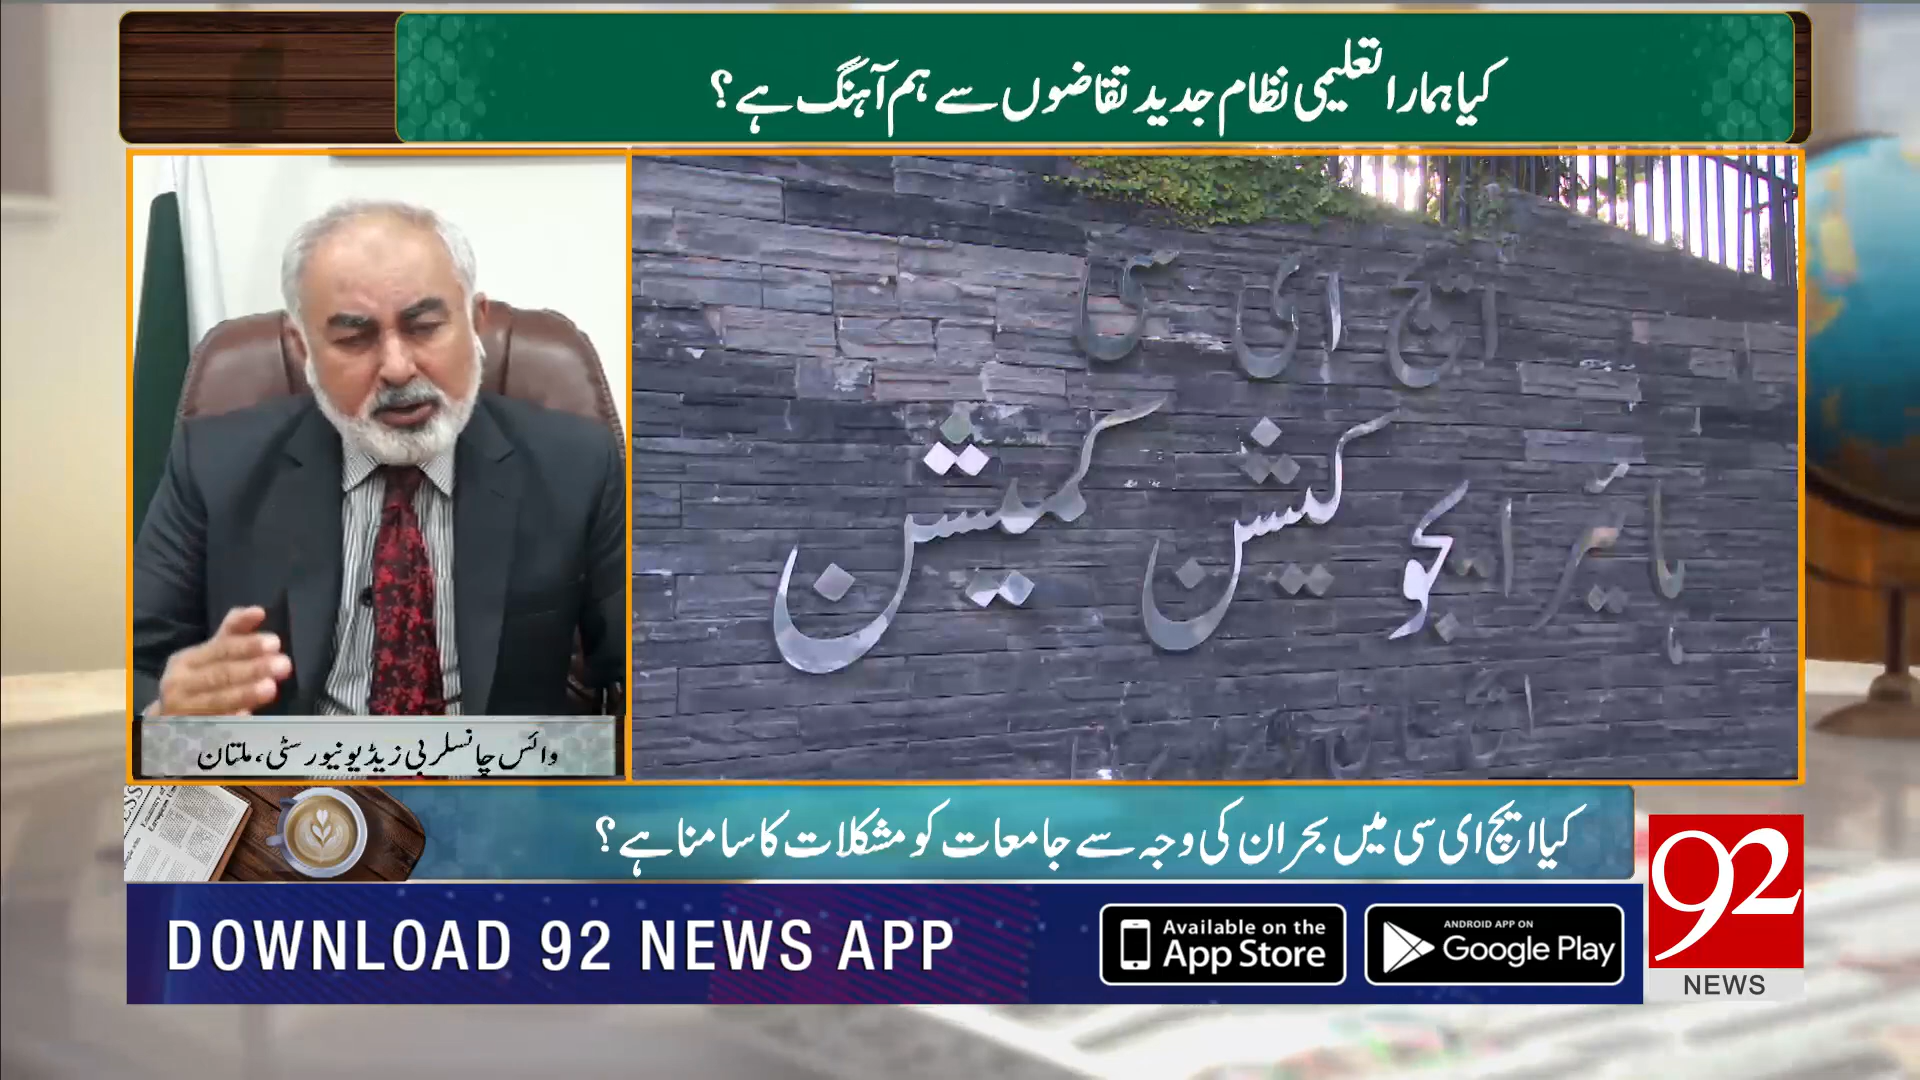 کیا ہمارا تعلیمی نظام جدید تقاضوں سے ہم آہنگ ہے؟
ایچ ای سی
ہائیر ایجوکیشن کمیشن
وائس چانسلر بی زیڈ یونیورسٹی، ملتان
کیا ایچ ای سی میں بحران کی وجہ سے جامعات کو مشکلات کا سامنا ہے؟
DOWNLOAD 92 NEWS APP
Available on the
App Store
ANDROID APP ON
Google Play
92
NEWS